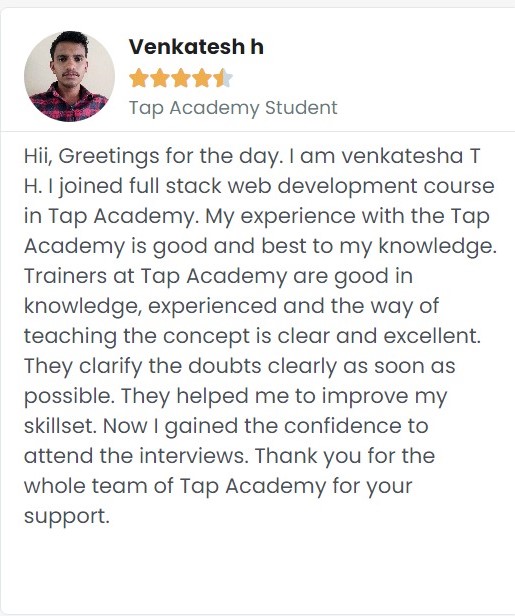 Venkatesh h
Tap Academy Student
Hii, Greetings for the day. I am venkatesha T
H. I joined full stack web development course
in Tap Academy. My experience with the Tap
Academy is good and best to my knowledge.
Trainers at Tap Academy are good in
knowledge, experienced and the way of
teaching the concept is clear and excellent.
They clarify the doubts clearly as soon as
possible. They helped me to improve my
skillset. Now I gained the confidence to
attend the interviews. Thank you for the
whole team of Tap Academy for your
support.